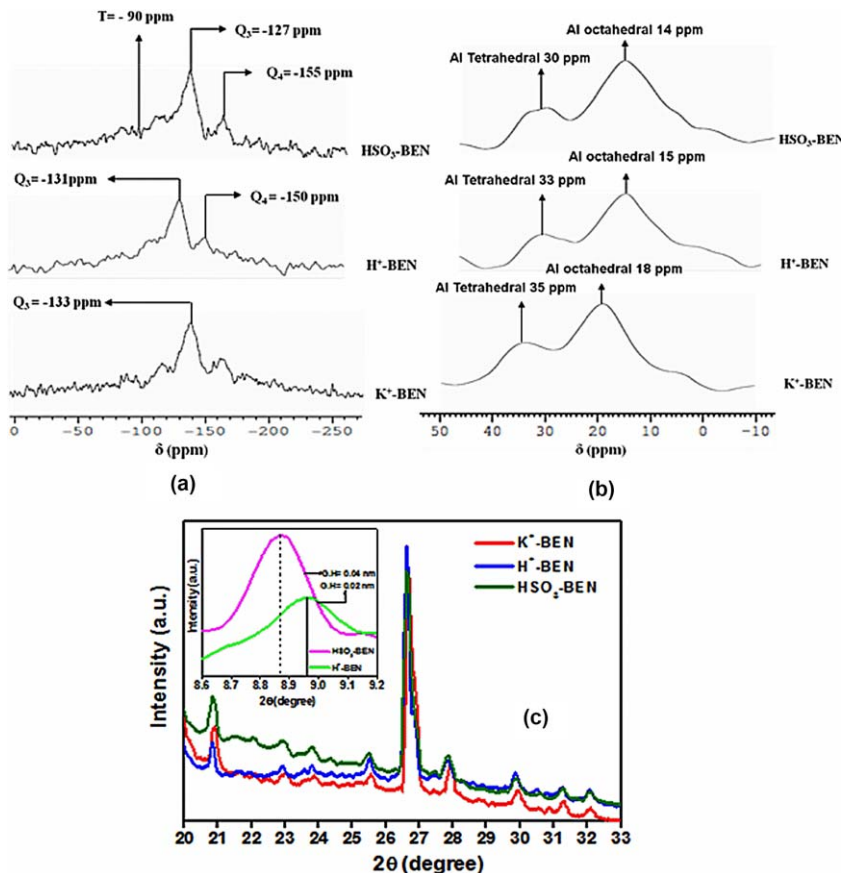 T= - 90 ppm
Q₃= -127 ppm
Q₄= -155 ppm
HSO₃-BEN
Q₃= -131ppm
Q₄= -150 ppm
H⁺-BEN
Q₃= -133 ppm
K⁺-BEN
0 -50 -100 -150 -200 -250
δ (ppm)
(a)
Al octahedral 14 ppm
Al Tetrahedral 30 ppm
HSO₃-BEN
Al octahedral 15 ppm
Al Tetrahedral 33 ppm
H⁺-BEN
Al octahedral 18 ppm
Al Tetrahedral 35 ppm
K⁺-BEN
50 40 30 20 10 0 -10
δ (ppm)
(b)
Intensity (a.u.)
K⁺-BEN
H⁺-BEN
HSO₃-BEN
Intensity (a.u.)
G.H= 0.04 nm
G.H= 0.02 nm
HSO₃-BEN
H⁺-BEN
8.6 8.7 8.8 8.9 9.0 9.1 9.2
2θ(degree)
(c)
20 21 22 23 24 25 26 27 28 29 30 31 32 33
2θ (degree)